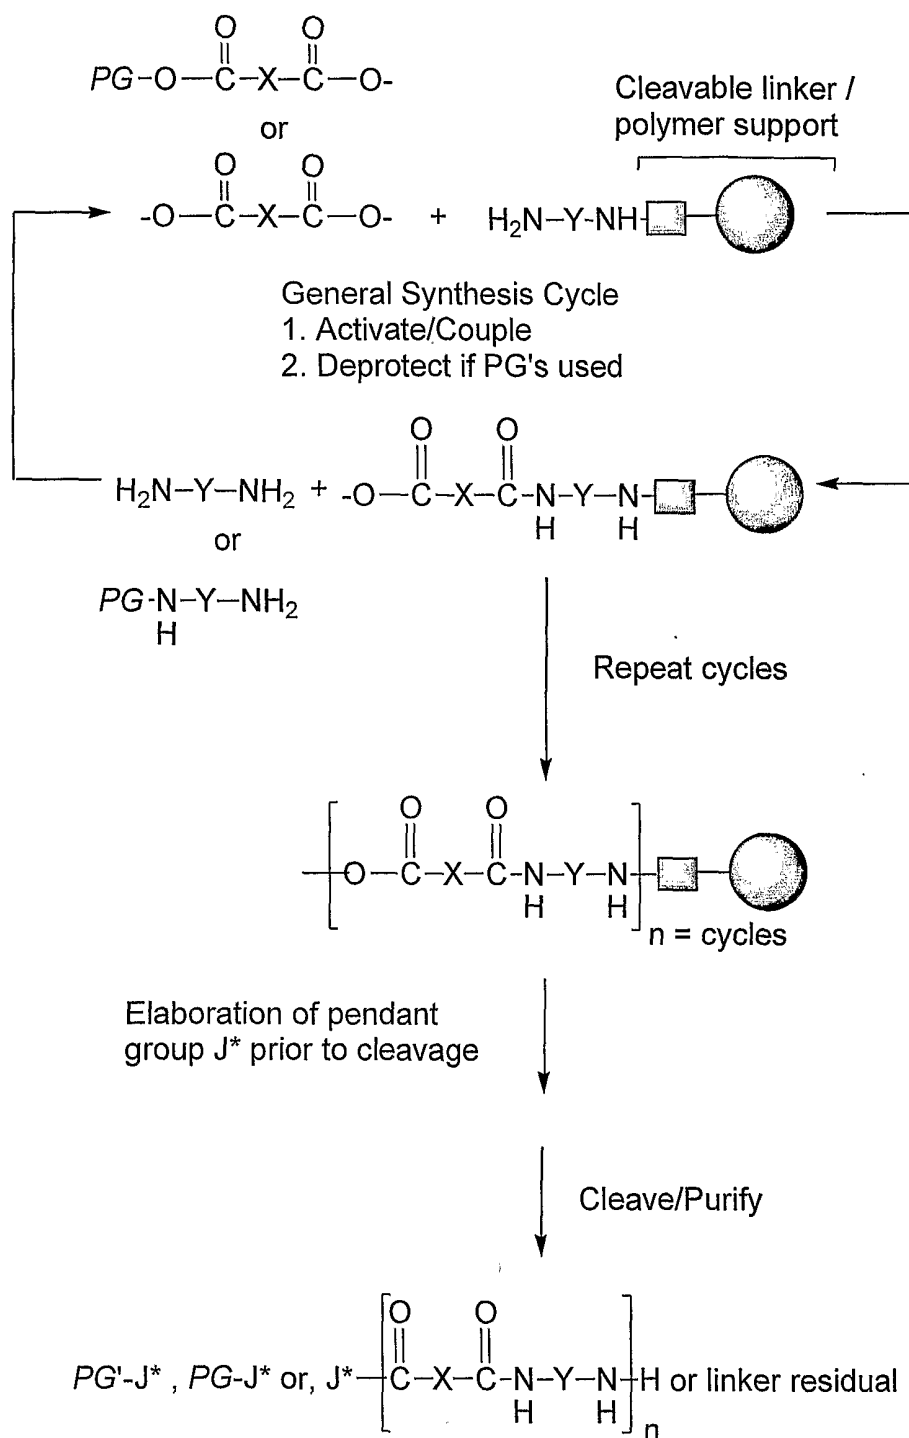 O O
PG-O-C-X-C-O-
or
O O
-O-C-X-C-O- + H₂N-Y-NH
Cleavable linker /
polymer support
General Synthesis Cycle
1. Activate/Couple
2. Deprotect if PG's used
O O
H₂N-Y-NH₂ + -O-C-X-C-N-Y-N
H H
or
PG-N-Y-NH₂
H
Repeat cycles
O O
O-C-X-C-N-Y-N
H H
n = cycles
Elaboration of pendant
group J* prior to cleavage
Cleave/Purify
O O
PG'-J* , PG-J* or, J*-C-X-C-N-Y-N-H or linker residual
H H
n